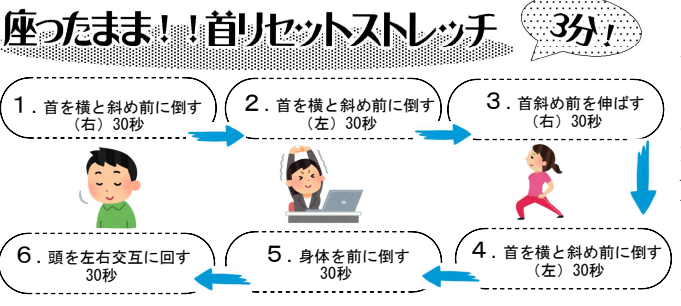 座ったまま！！首リセットストレッチ
3分！
1．首を横と斜め前に倒す
（右）30秒
2．首を横と斜め前に倒す
（左）30秒
3．首斜め前を伸ばす
（右）30秒
6．頭を左右交互に回す
30秒
5．身体を前に倒す
30秒
4．首を横と斜め前に倒す
（左）30秒